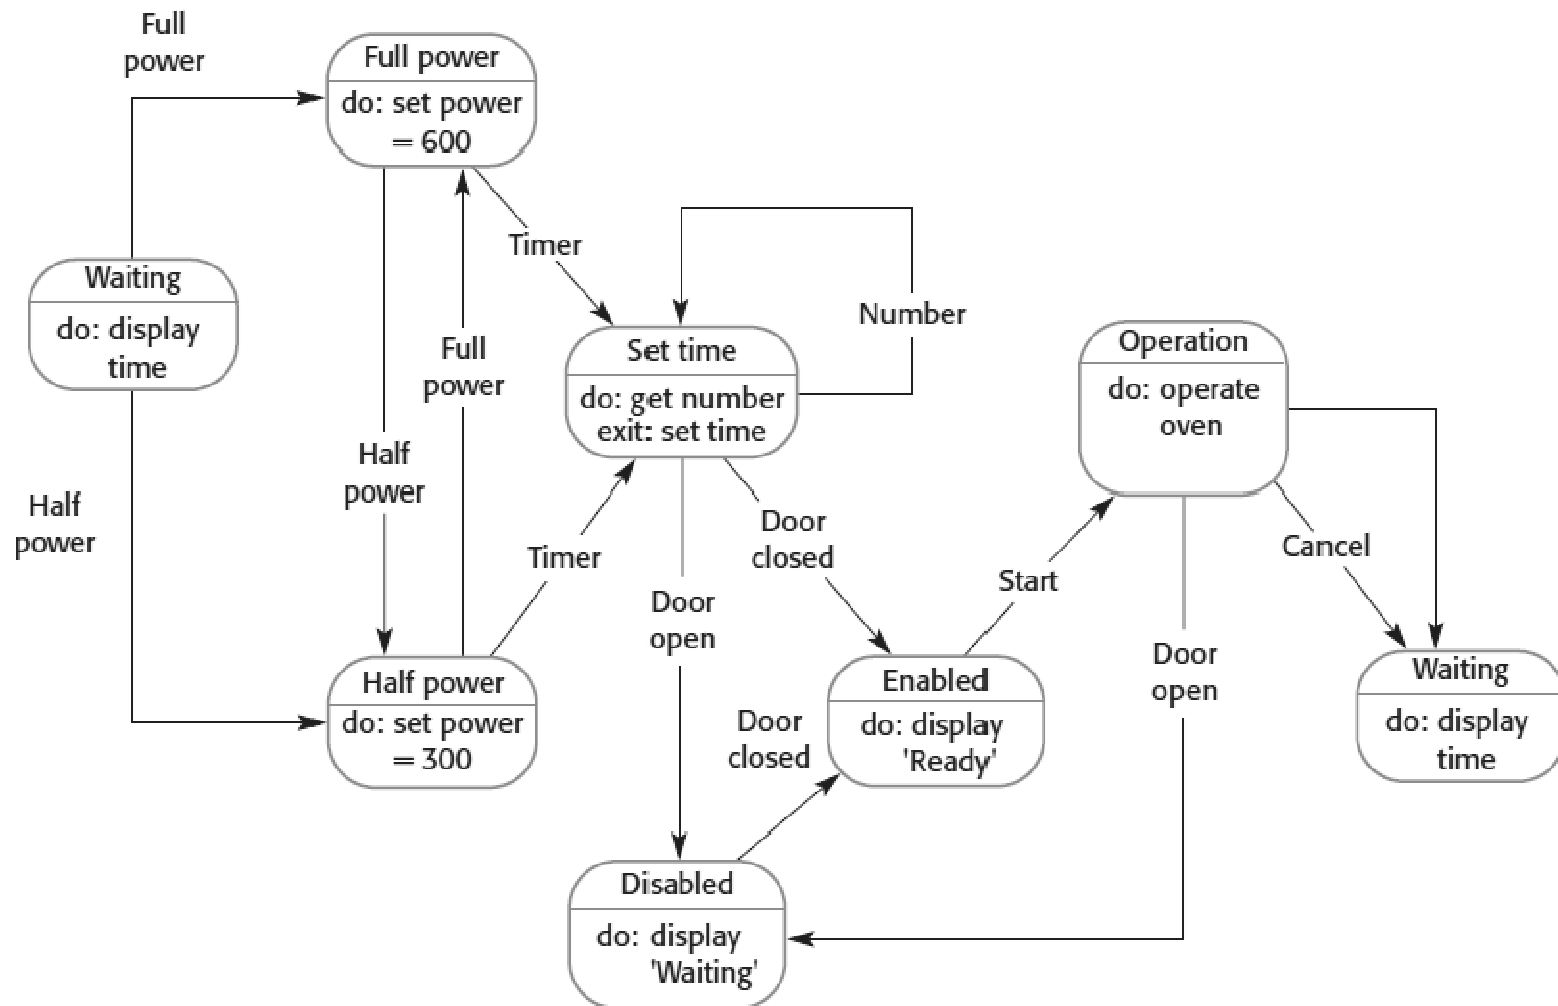 Full
power
Full power
do: set power
= 600
Timer
Number
Waiting
do: display
time
Full
power
Set time
do: get number
exit: set time
Operation
do: operate
oven
Half
power
Half
power
Timer
Door
closed
Door
open
Start
Cancel
Door
open
Half power
do: set power
= 300
Enabled
do: display
'Ready'
Waiting
do: display
time
Door
closed
Disabled
do: display
'Waiting'